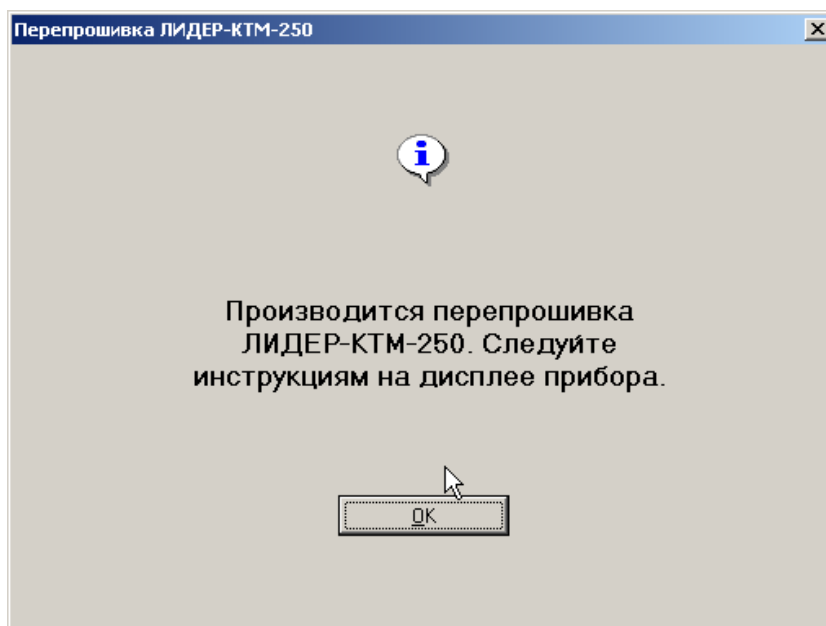 Перепрошивка ЛИДЕР-КТМ-250
Производится перепрошивка
ЛИДЕР-КТМ-250. Следуйте
инструкциям на дисплее прибора.
OK